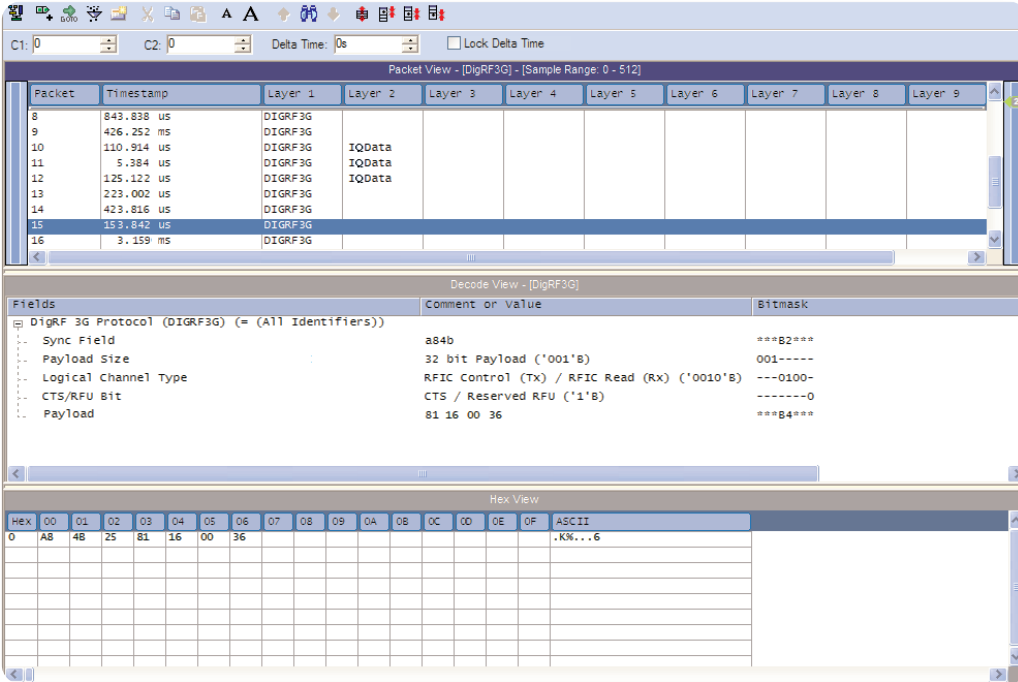 GOTO A A
C1: 0 C2: 0 Delta Time: 0s Lock Delta Time
Packet View - [DigRF3G] - [Sample Range: 0 - 512]
Packet Timestamp Layer 1 Layer 2 Layer 3 Layer 4 Layer 5 Layer 6 Layer 7 Layer 8 Layer 9
8 843.838 us DIGRF3G
9 426.252 ms DIGRF3G
10 110.914 us DIGRF3G IQData
11 5.384 us DIGRF3G IQData
12 125.122 us DIGRF3G IQData
13 223.002 us DIGRF3G
14 423.816 us DIGRF3G
15 153.842 us DIGRF3G
16 3.159 ms DIGRF3G
Decode View - [DigRF3G]
Fields Comment or Value Bitmask
DigRF 3G Protocol (DIGRF3G) (= (All Identifiers))
Sync Field a84b ***B2***
Payload Size 32 bit Payload ('001'B) 001-----
Logical Channel Type RFIC Control (Tx) / RFIC Read (Rx) ('0010'B) ---0100-
CTS/RFU Bit CTS / Reserved RFU ('1'B) -------0
Payload 81 16 00 36 ***B4***
Hex View
Hex 00 01 02 03 04 05 06 07 08 09 0A 0B 0C 0D 0E 0F ASCII
0 A8 4B 25 81 16 00 36 .K%...6